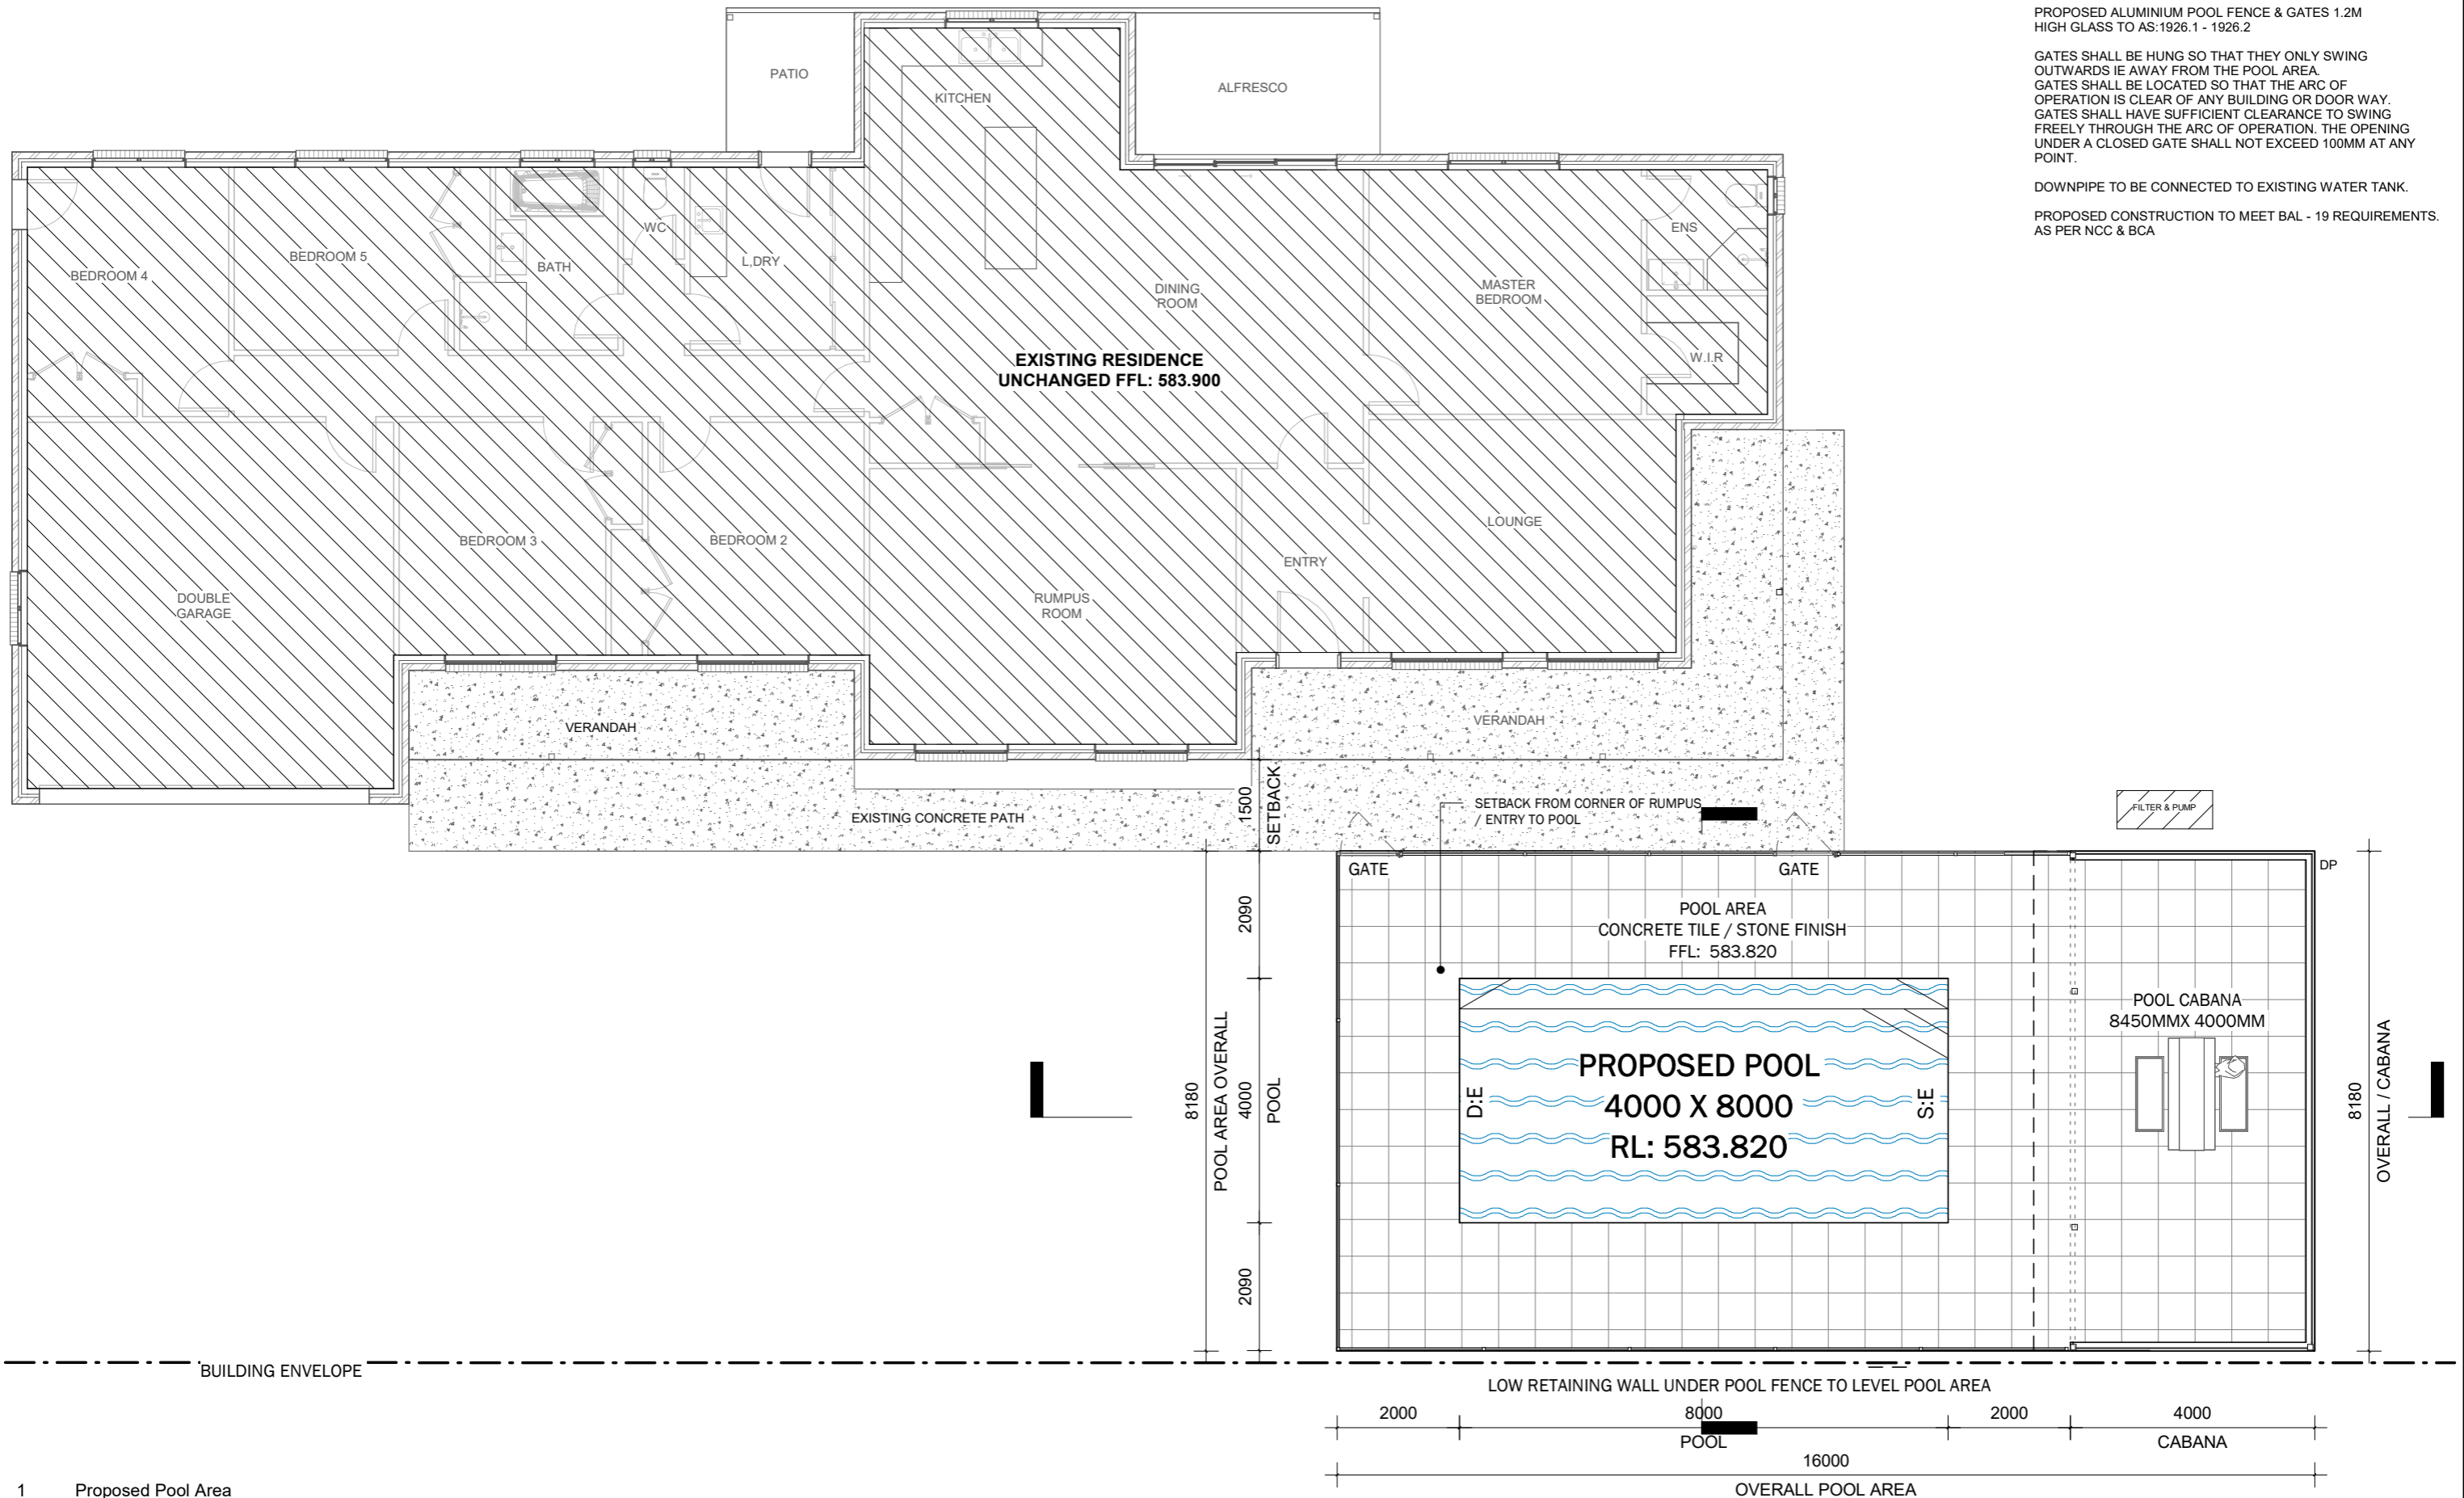 PROPOSED ALUMINIUM POOL FENCE & GATES 1.2M
HIGH GLASS TO AS:1926.1 - 1926.2
GATES SHALL BE HUNG SO THAT THEY ONLY SWING
OUTWARDS IE AWAY FROM THE POOL AREA.
GATES SHALL BE LOCATED SO THAT THE ARC OF
OPERATION IS CLEAR OF ANY BUILDING OR DOOR WAY.
GATES SHALL HAVE SUFFICIENT CLEARANCE TO SWING
FREELY THROUGH THE ARC OF OPERATION. THE OPENING
UNDER A CLOSED GATE SHALL NOT EXCEED 100MM AT ANY
POINT.
DOWNPIPE TO BE CONNECTED TO EXISTING WATER TANK.
PROPOSED CONSTRUCTION TO MEET BAL - 19 REQUIREMENTS.
AS PER NCC & BCA
PATIO
KITCHEN
ALFRESCO
BEDROOM 4
BEDROOM 5
BATH
WC
L,DRY
DINING
ROOM
MASTER
BEDROOM
ENS
W.I.R
EXISTING RESIDENCE
UNCHANGED FFL: 583.900
DOUBLE
GARAGE
BEDROOM 3
BEDROOM 2
RUMPUS
ROOM
ENTRY
LOUNGE
VERANDAH
VERANDAH
EXISTING CONCRETE PATH
1500
SETBACK
SETBACK FROM CORNER OF RUMPUS
/ ENTRY TO POOL
FILTER & PUMP
GATE
GATE
DP
POOL AREA
CONCRETE TILE / STONE FINISH
FFL: 583.820
2090
8180
POOL AREA OVERALL
4000
POOL
2090
D:E
PROPOSED POOL
4000 X 8000
RL: 583.820
S:E
POOL CABANA
8450MMX 4000MM
8180
OVERALL / CABANA
BUILDING ENVELOPE
LOW RETAINING WALL UNDER POOL FENCE TO LEVEL POOL AREA
2000
8000
2000
4000
POOL
CABANA
16000
OVERALL POOL AREA
1 Proposed Pool Area